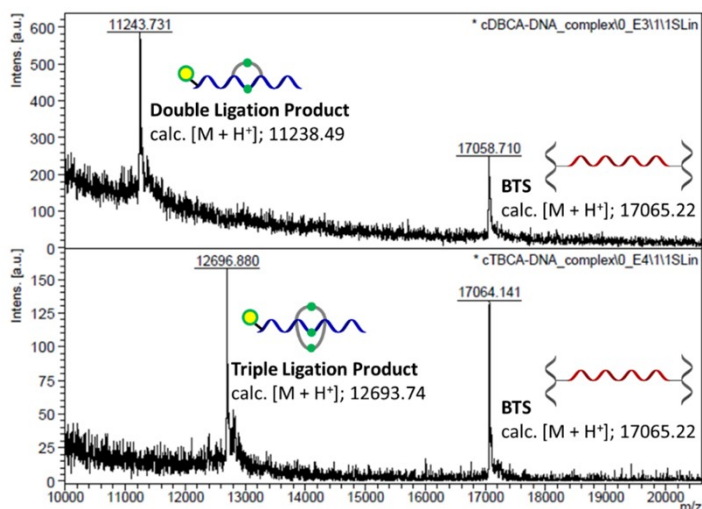 * cDBCA-DNA_complex\0_E3\1\1SLin
Intens. [a.u.]
600
500
400
300
200
100
0
11243.731
Double Ligation Product
calc. [M + H⁺]; 11238.49
17058.710
BTS
calc. [M + H⁺]; 17065.22
* cTBCA-DNA_complex\0_E4\1\1SLin
Intens. [a.u.]
150
125
100
75
50
25
0
12696.880
Triple Ligation Product
calc. [M + H⁺]; 12693.74
17064.141
BTS
calc. [M + H⁺]; 17065.22
10000 11000 12000 13000 14000 15000 16000 17000 18000 19000 20000
m/z